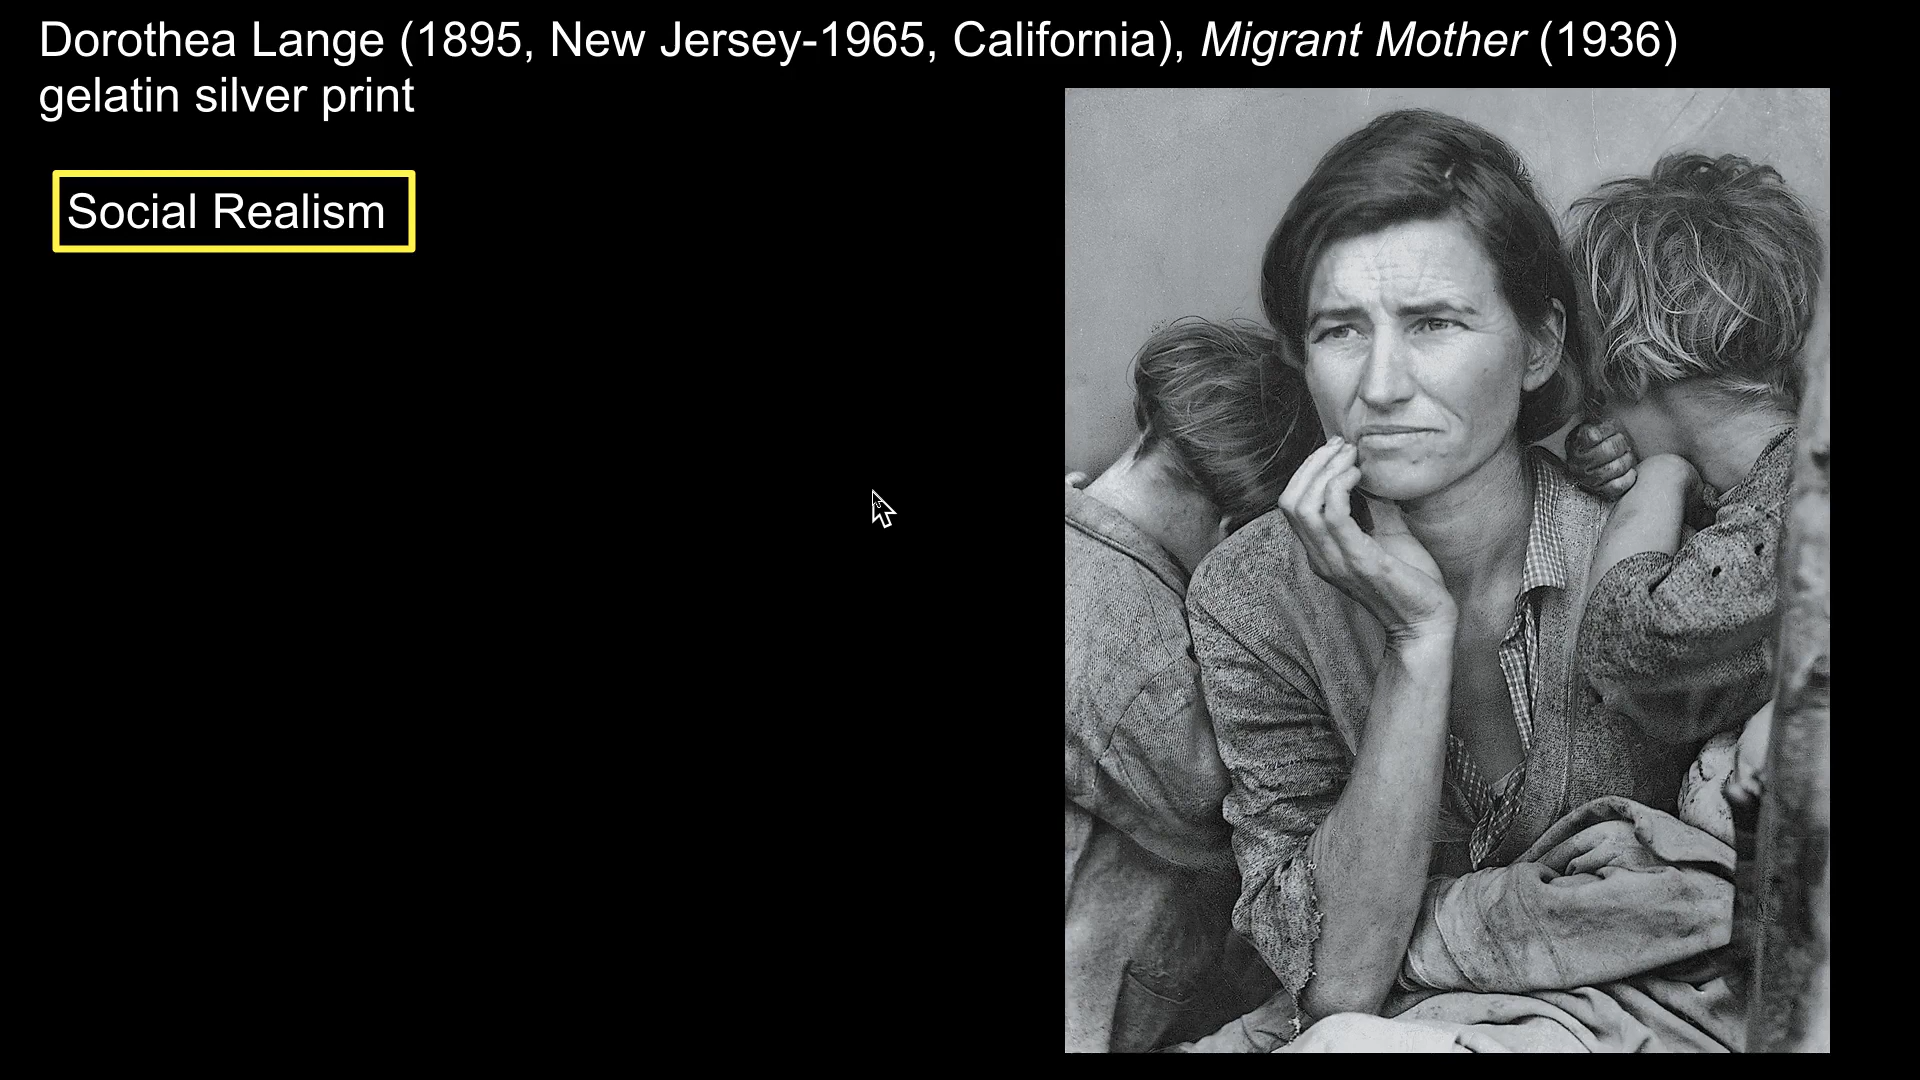 Dorothea Lange (1895, New Jersey-1965, California), Migrant Mother (1936)
gelatin silver print
Social Realism